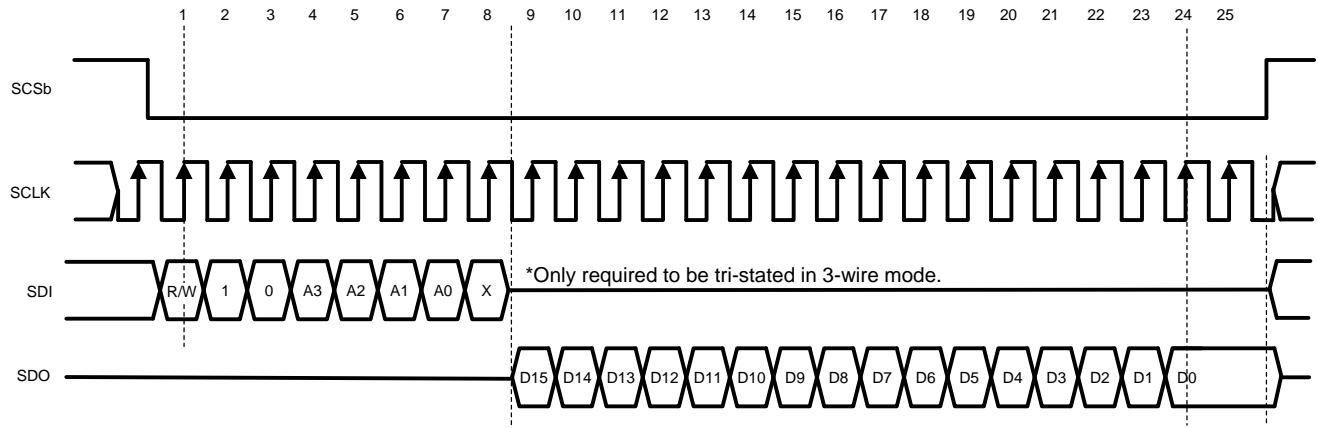 1 2 3 4 5 6 7 8 9 10 11 12 13 14 15 16 17 18 19 20 21 22 23 24 25
SCSb
SCLK
SDI R/W 1 0 A3 A2 A1 A0 X *Only required to be tri-stated in 3-wire mode.
SDO D15 D14 D13 D12 D11 D10 D9 D8 D7 D6 D5 D4 D3 D2 D1 D0